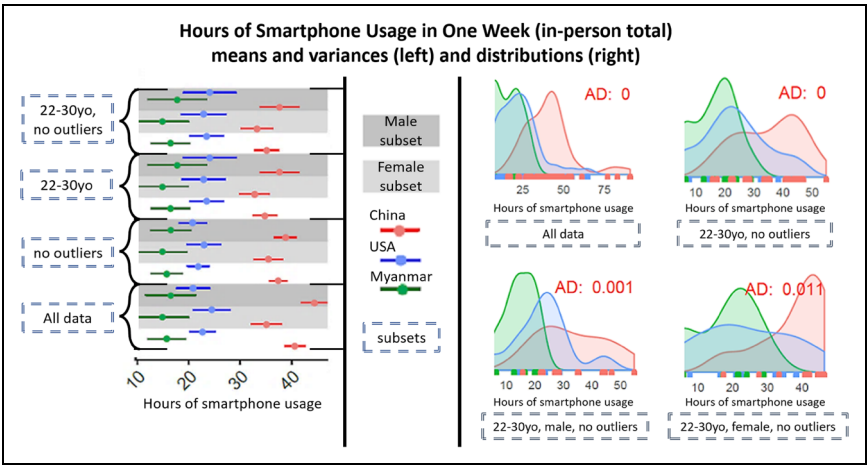 Hours of Smartphone Usage in One Week (in-person total)
means and variances (left) and distributions (right)
22-30yo,
no outliers
22-30yo
no outliers
All data
10 20 30 40
Hours of smartphone usage
Male
subset
Female
subset
China
USA
Myanmar
subsets
AD: 0
25 50 75
Hours of smartphone usage
All data
AD: 0
10 20 30 40 50
Hours of smartphone usage
22-30yo, no outliers
AD: 0.001
10 20 30 40 50
Hours of smartphone usage
22-30yo, male, no outliers
AD: 0.011
10 20 30 40
Hours of smartphone usage
22-30yo, female, no outliers